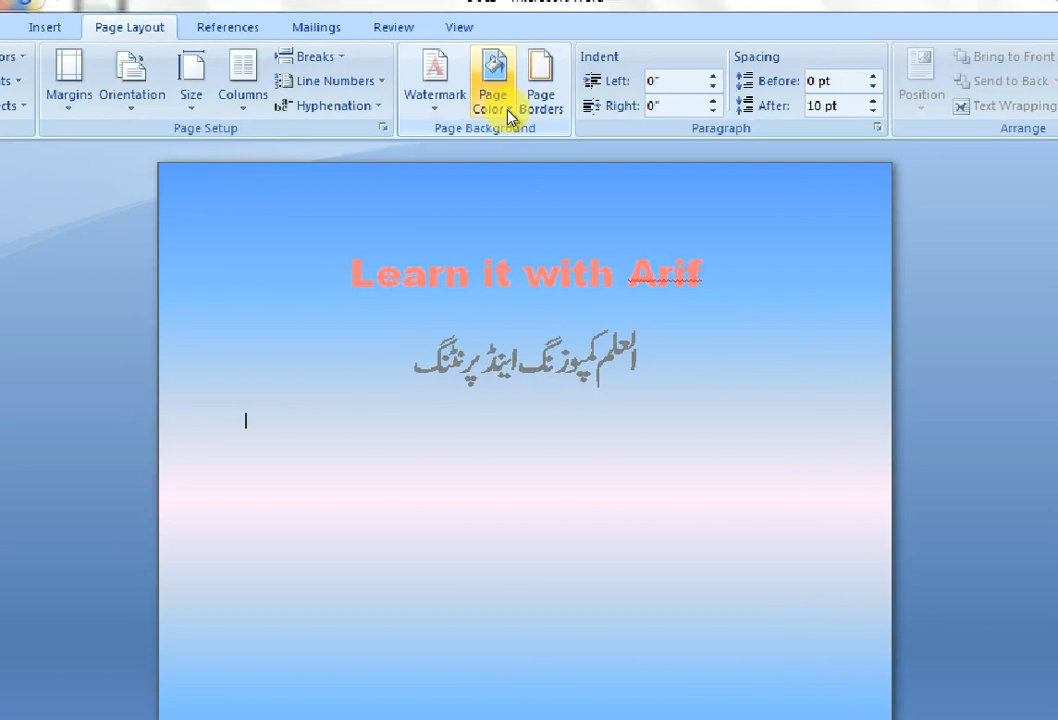 Insert Page Layout References Mailings Review View
Margins Orientation Size Columns Breaks Line Numbers Hyphenation
Page Setup
Watermark Page Color Page Borders
Page Background
Indent Left: 0" Right: 0"
Spacing Before: 0 pt After: 10 pt
Paragraph
Position Bring to Front Send to Back Text Wrapping
Arrange
Learn it with Arif
العلم کمپوزنگ اینڈ پرنٹنگ